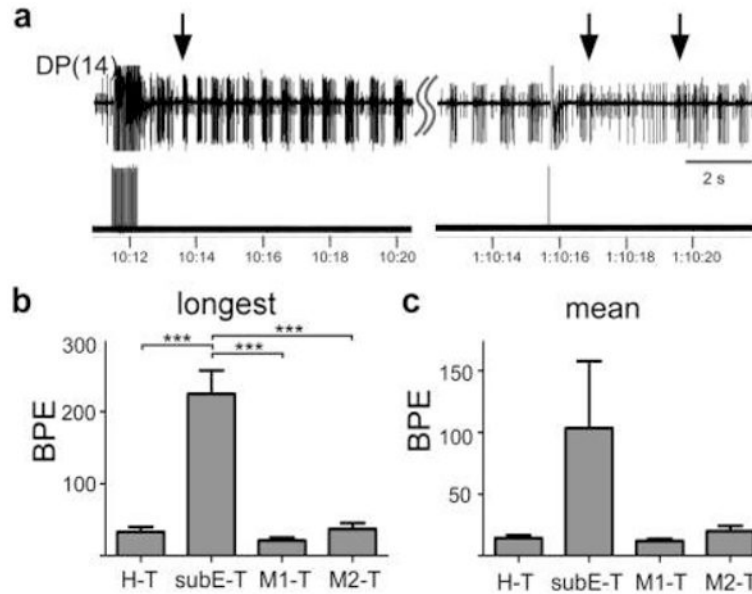 a
DP(14)
2 s
10:12 10:14 10:16 10:18 10:20 1:10:14 1:10:16 1:10:18 1:10:20
b longest c mean
*** *** ***
BPE
300
200
100
H-T subE-T M1-T M2-T
BPE
150
100
50
H-T subE-T M1-T M2-T